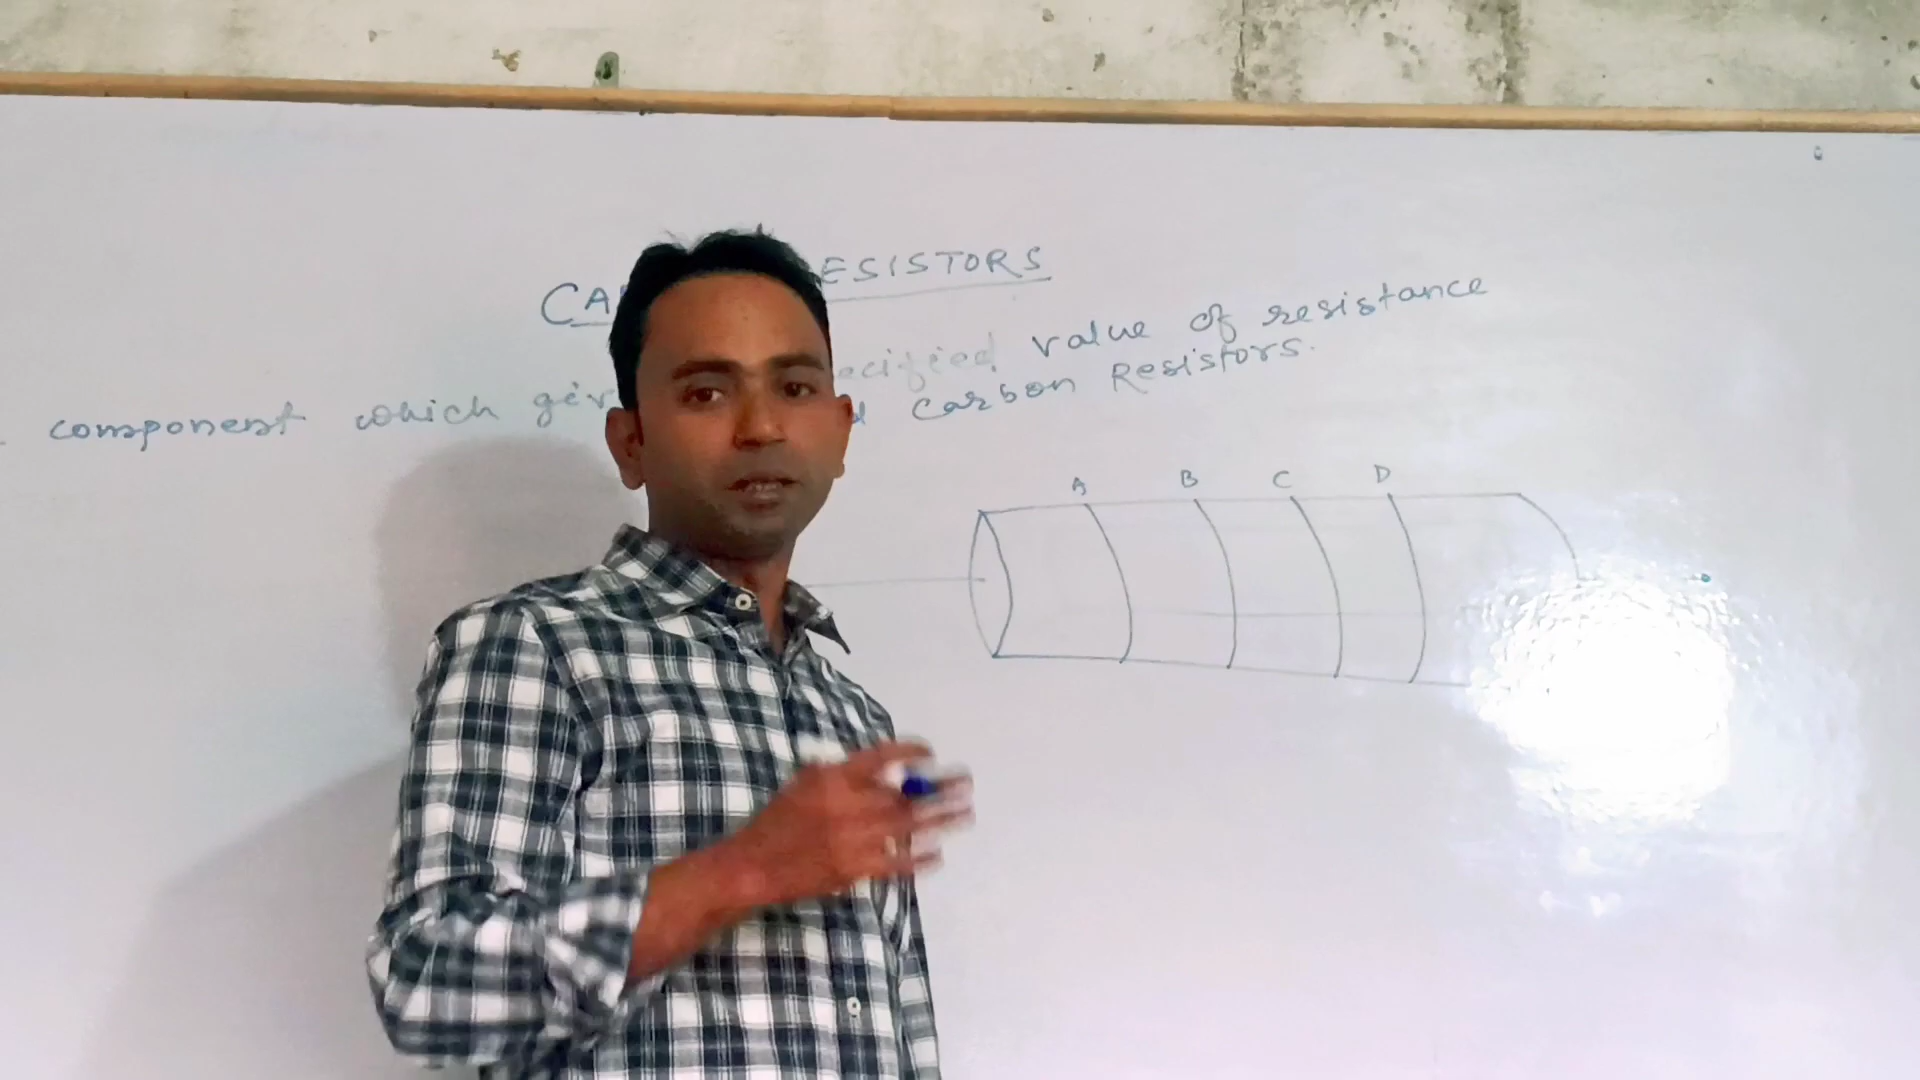 CA ESISTORS
component which giv ecified value of resistance
d Carbon Resistors.
A B C D